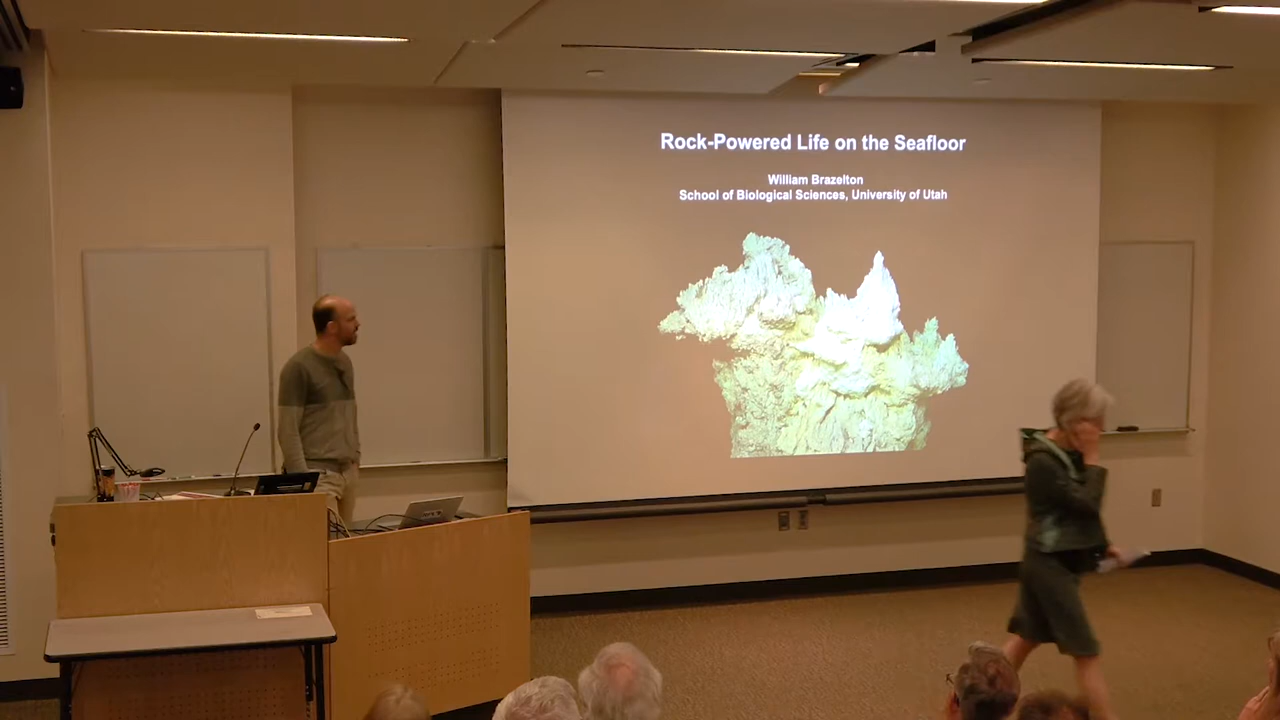 Rock-Powered Life on the Seafloor
William Brazelton
School of Biological Sciences, University of Utah